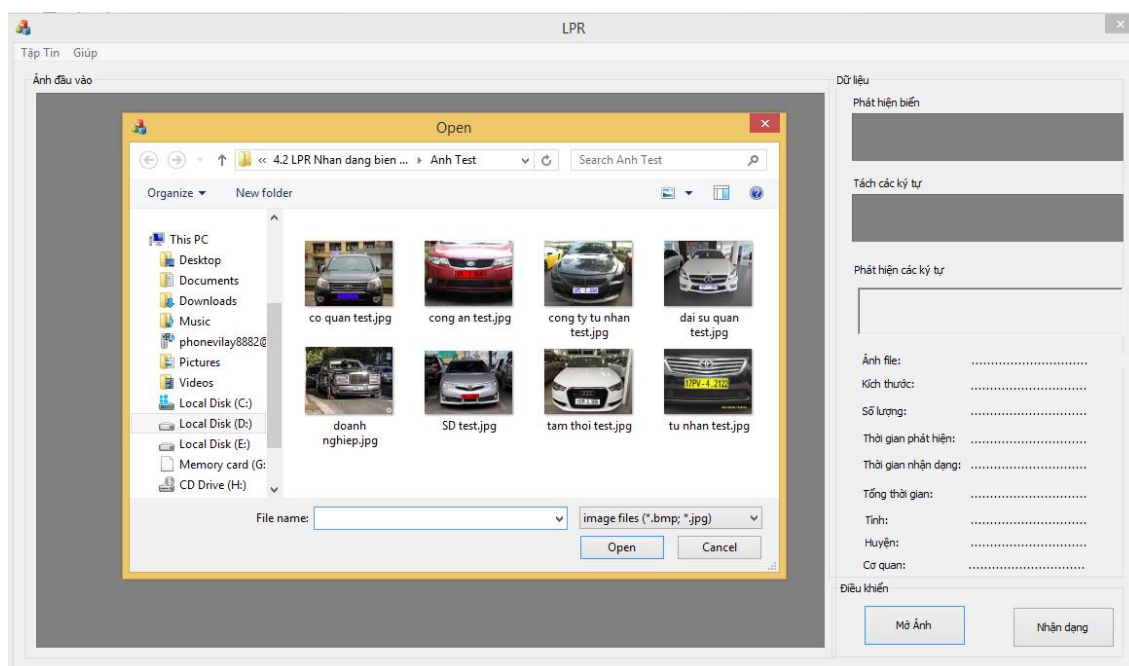 LPR
Tập Tin Giúp
Ảnh đầu vào
Open
« 4.2 LPR Nhan dang bien ... Anh Test
Search Anh Test
Organize
New folder
This PC
Desktop
Documents
Downloads
Music
phonevilay8882@
Pictures
Videos
Local Disk (C:)
Local Disk (D:)
Local Disk (E:)
Memory card (G:
CD Drive (H:)
co quan test.jpg
cong an test.jpg
cong ty tu nhan
test.jpg
dai su quan
test.jpg
doanh
nghiep.jpg
SD test.jpg
tam thoi test.jpg
17PV-4.2122
tu nhan test.jpg
File name:
image files (*.bmp; *.jpg)
Open
Cancel
Dữ liệu
Phát hiện biển
Tách các ký tự
Phát hiện các ký tự
Ảnh file: ..............................
Kích thước: ..............................
Số lượng: ..............................
Thời gian phát hiện: ..............................
Thời gian nhận dạng: ..............................
Tổng thời gian: ..............................
Tỉnh: ..............................
Huyện: ..............................
Cơ quan: ..............................
Điều khiển
Mở Ảnh
Nhận dạng